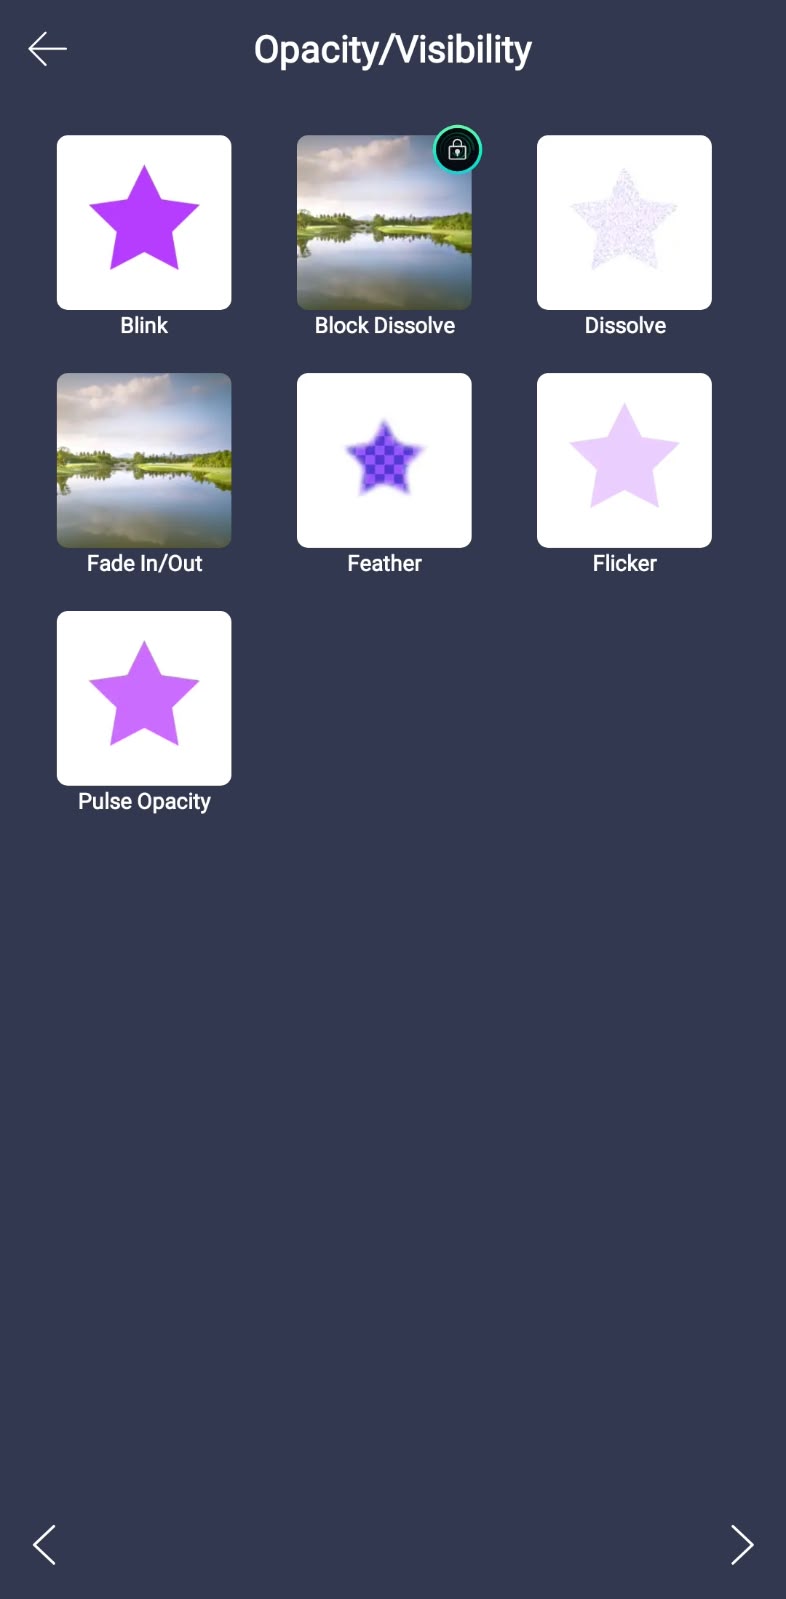 Opacity/Visibility
Blink
Block Dissolve
Dissolve
Fade In/Out
Feather
Flicker
Pulse Opacity